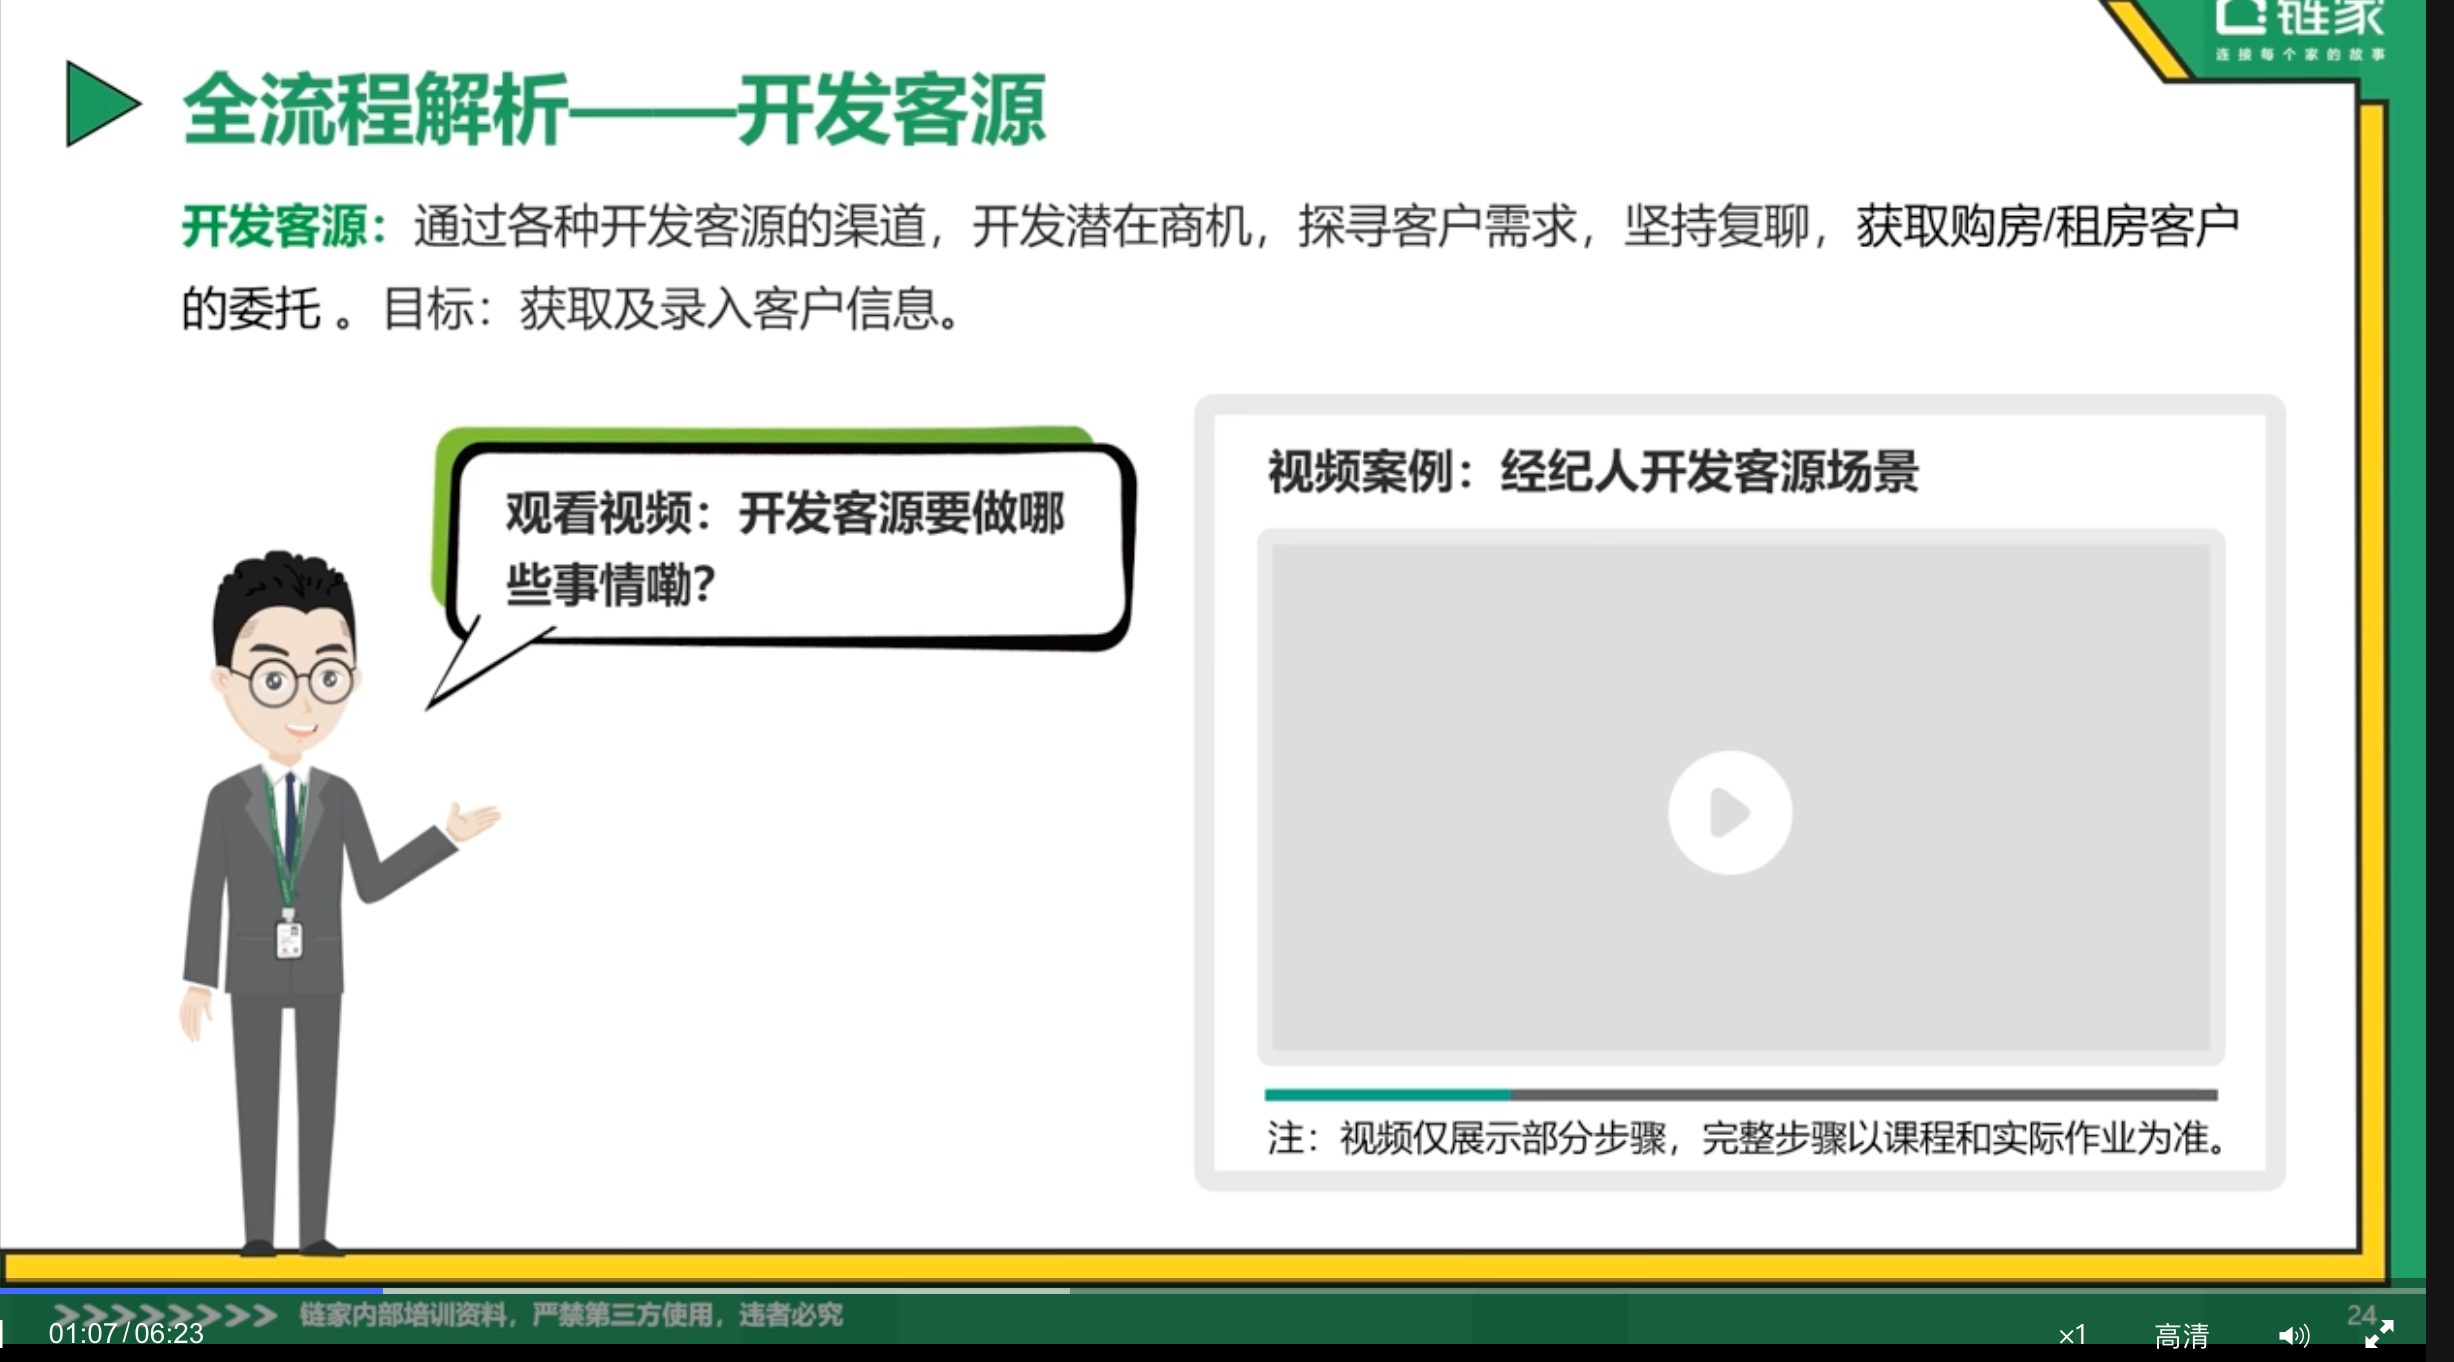 链家
连接每个家的故事
全流程解析——开发客源
开发客源：通过各种开发客源的渠道，开发潜在商机，探寻客户需求，坚持复聊，获取购房/租房客户
的委托 。目标：获取及录入客户信息。
观看视频：开发客源要做哪
些事情嘞？
视频案例：经纪人开发客源场景
注：视频仅展示部分步骤，完整步骤以课程和实际作业为准。
链家内部培训资料，严禁第三方使用，违者必究
24
01:07/06:23
×1
高清